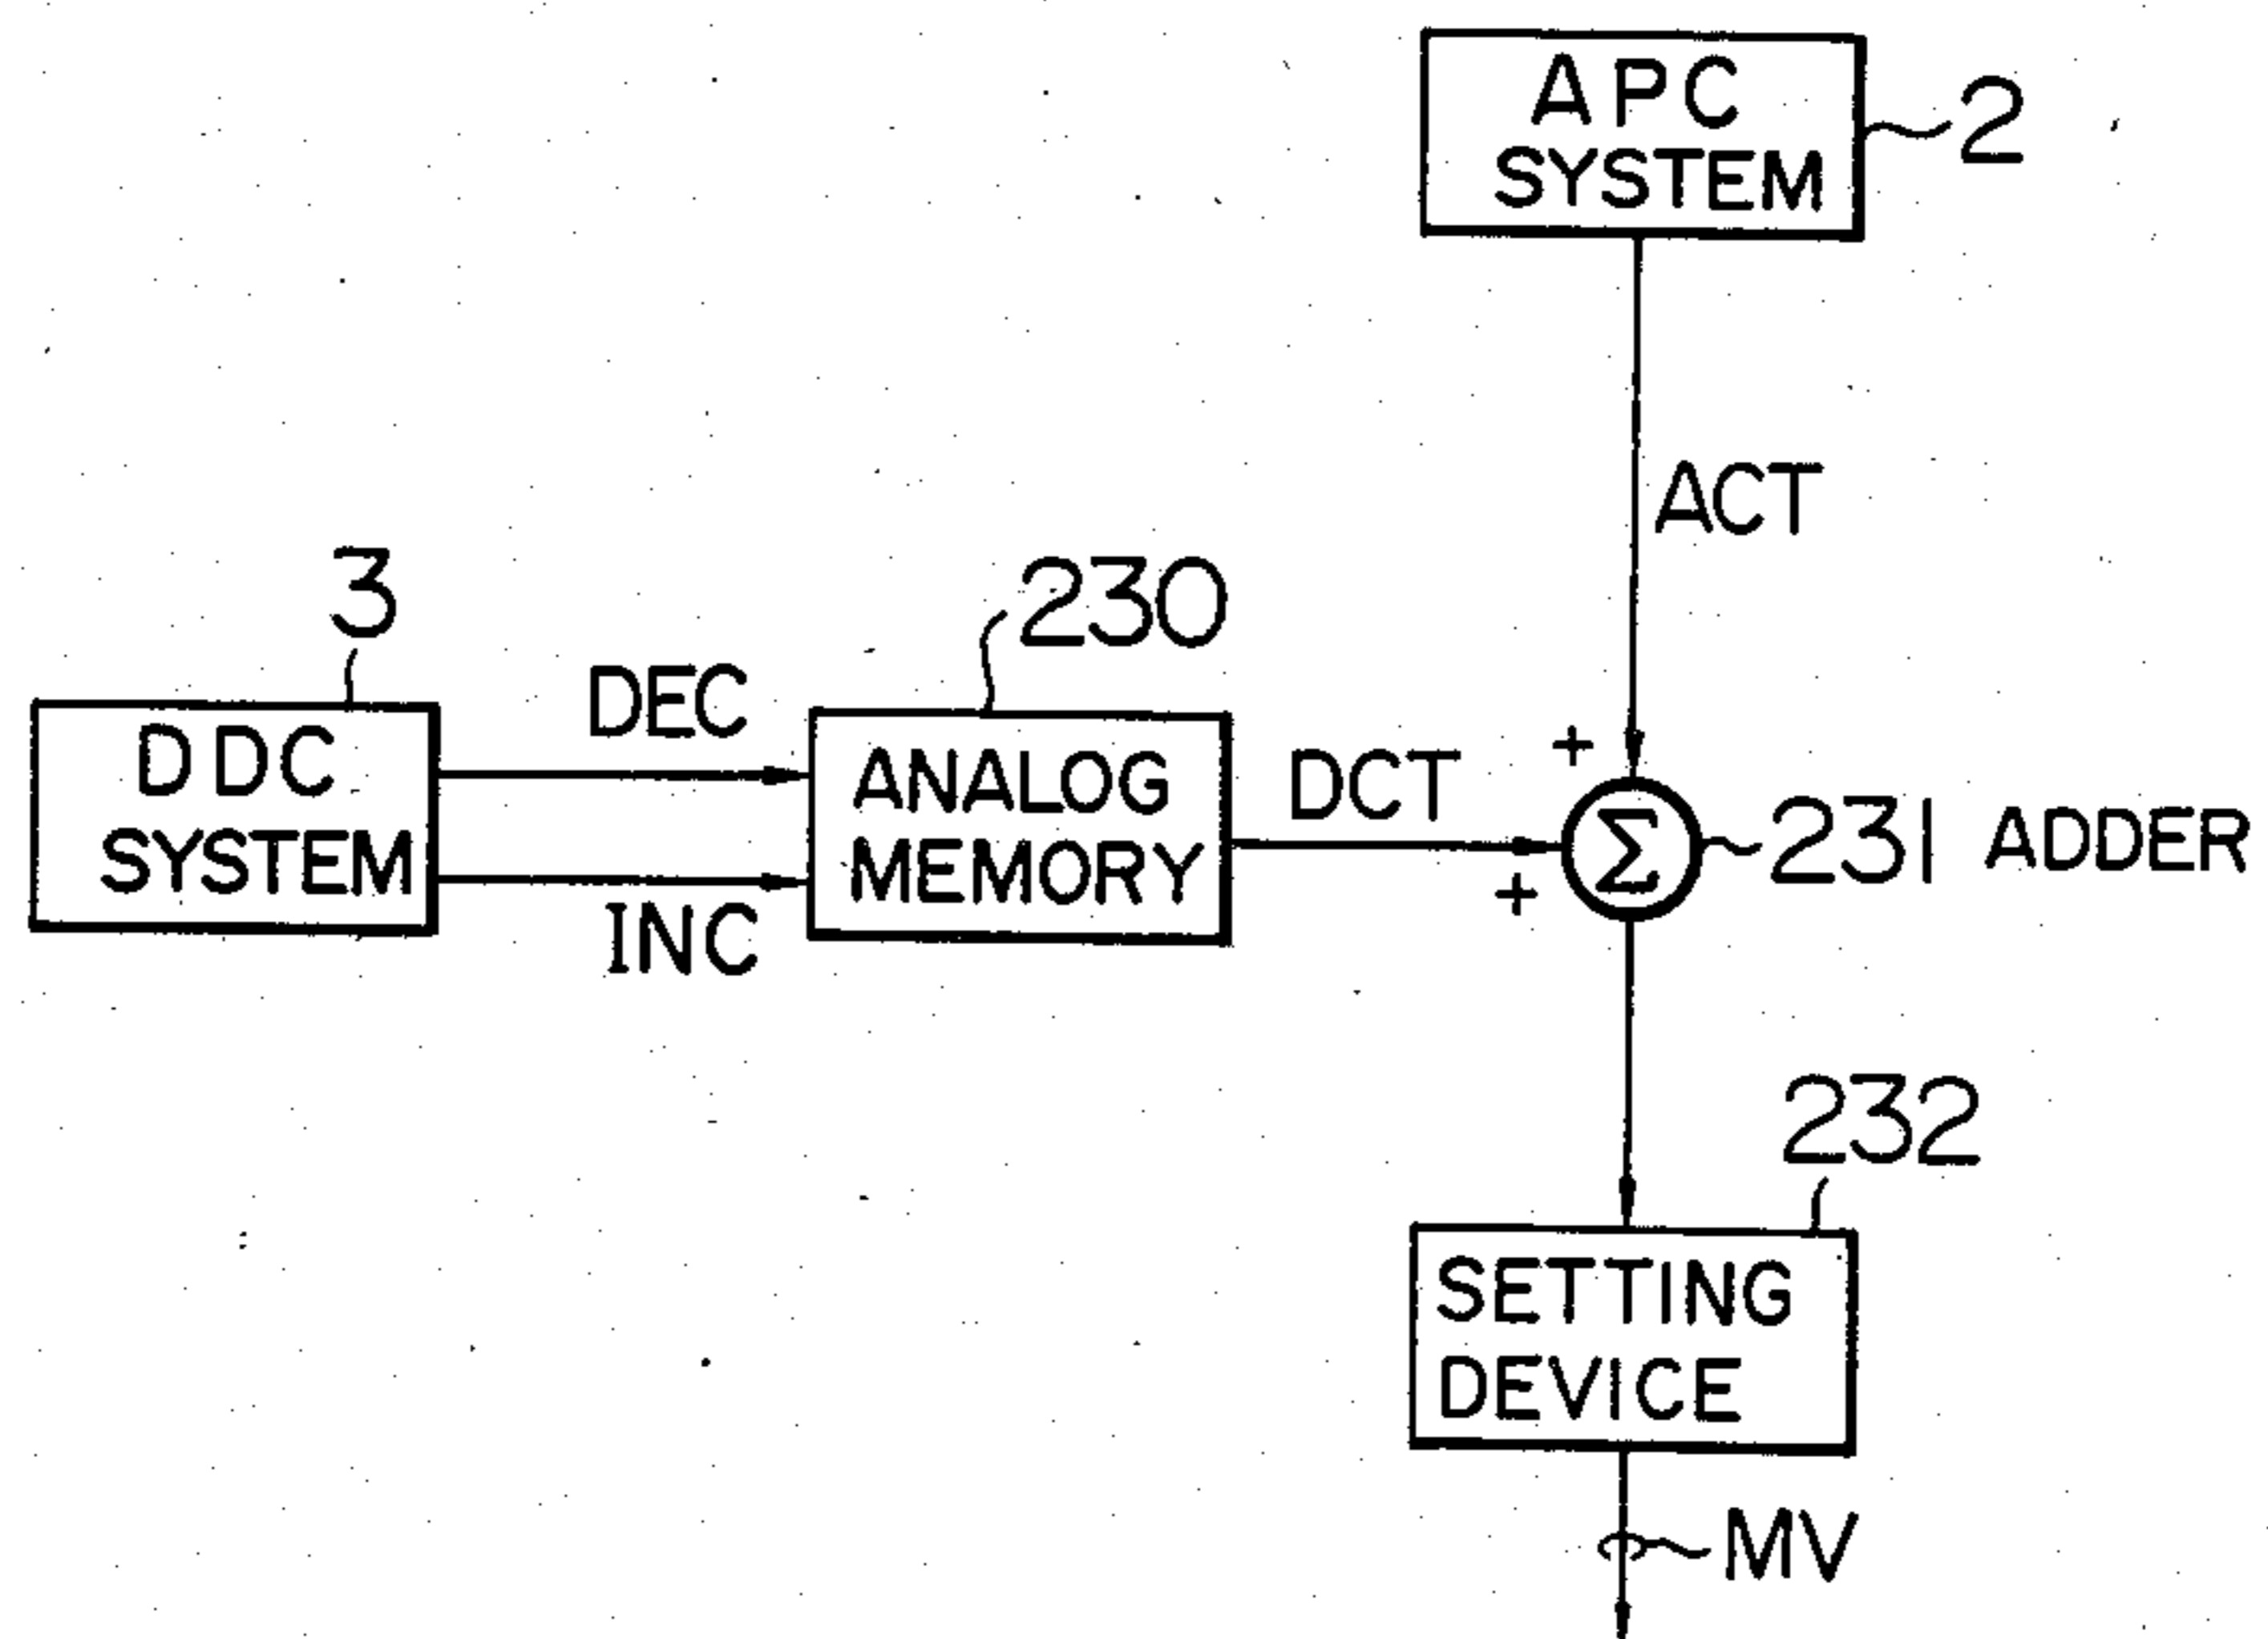 APC
SYSTEM
2
ACT
3
230
DEC
DDC
SYSTEM
ANALOG
MEMORY
DCT
+
+
Σ
231 ADDER
INC
232
SETTING
DEVICE
MV